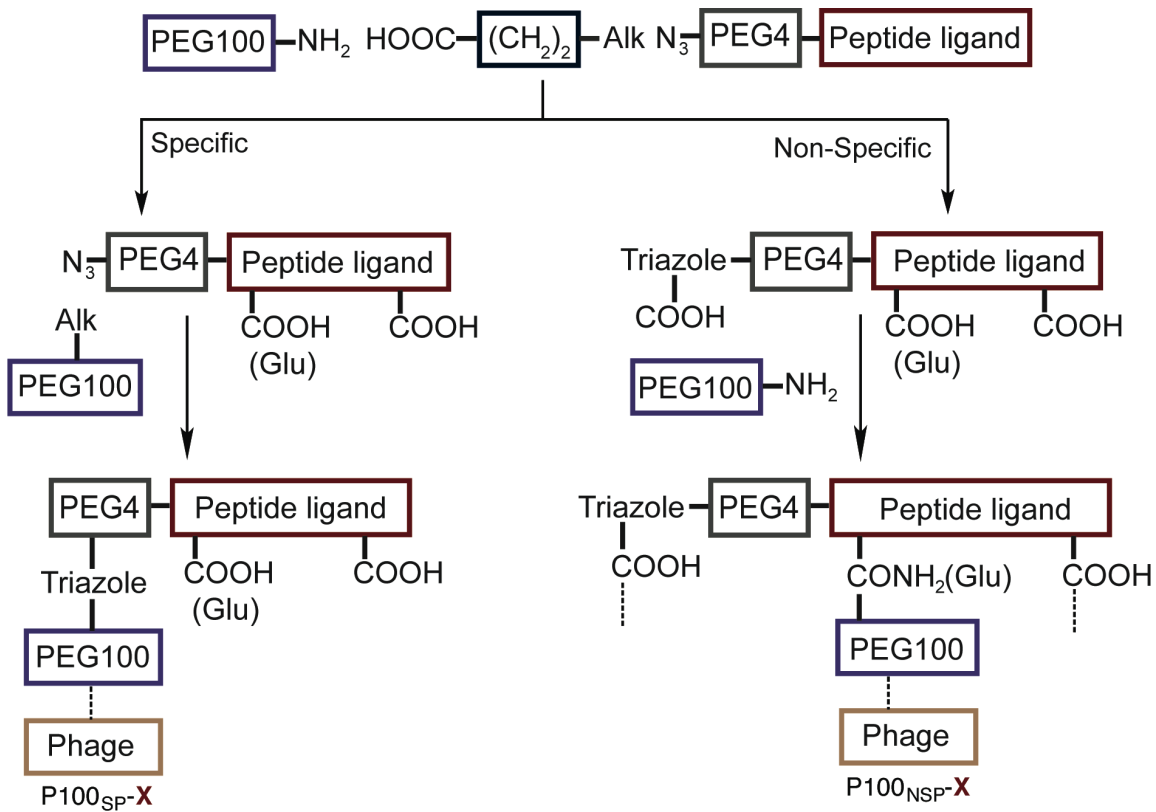 PEG100 NH₂ HOOC (CH₂)₂ Alk N₃ PEG4 Peptide ligand
Specific
Non-Specific
N₃ PEG4 Peptide ligand
Alk
COOH COOH
(Glu)
PEG100
Triazole PEG4 Peptide ligand
COOH
COOH COOH
(Glu)
PEG100 NH₂
PEG4 Peptide ligand
COOH COOH
(Glu)
Triazole
PEG100
Phage
P100SP-X
Triazole PEG4 Peptide ligand
COOH CONH₂(Glu) COOH
PEG100
Phage
P100NSP-X